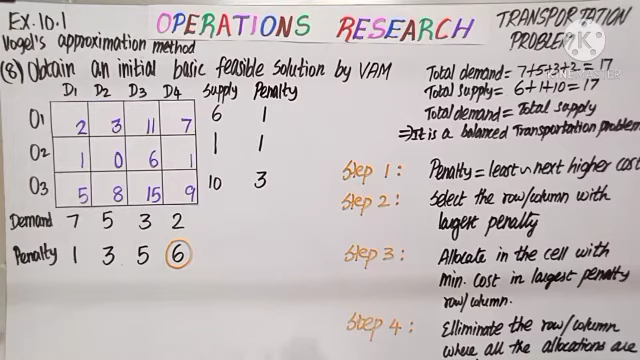 EX.10.1
OPERATIONS RESEARCH
TRANSPORTATION
PROBLEM
Vogel's approximation method
(8) Obtain an initial basic feasible solution by VAM
D1 D2 D3 D4 Supply Penalty
O1 2 3 11 7 6 1
O2 1 0 6 1 1 1
O3 5 8 15 9 10 3
Demand 7 5 3 2
Penalty 1 3 5 6
Total demand = 7+5+3+2 = 17
Total supply = 6+1+10 = 17
Total demand = Total supply
⇒ It is a balanced Transportation problem
Step 1: Penalty = least ~ next higher cost
Step 2: Select the row/column with
largest penalty
Step 3: Allocate in the cell with
min. cost in largest penalty
row/column.
Step 4: Elliminate the row/column
where all the allocations are